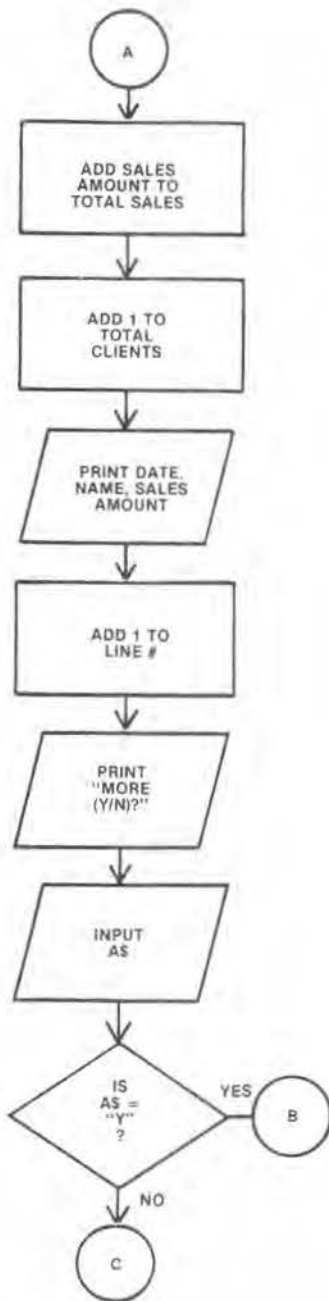 A
ADD SALES
AMOUNT TO
TOTAL SALES
ADD 1 TO
TOTAL
CLIENTS
PRINT DATE,
NAME, SALES
AMOUNT
ADD 1 TO
LINE #
PRINT
"MORE
(Y/N)?"
INPUT
A$
IS
A$ =
"Y"
?
YES
B
NO
C